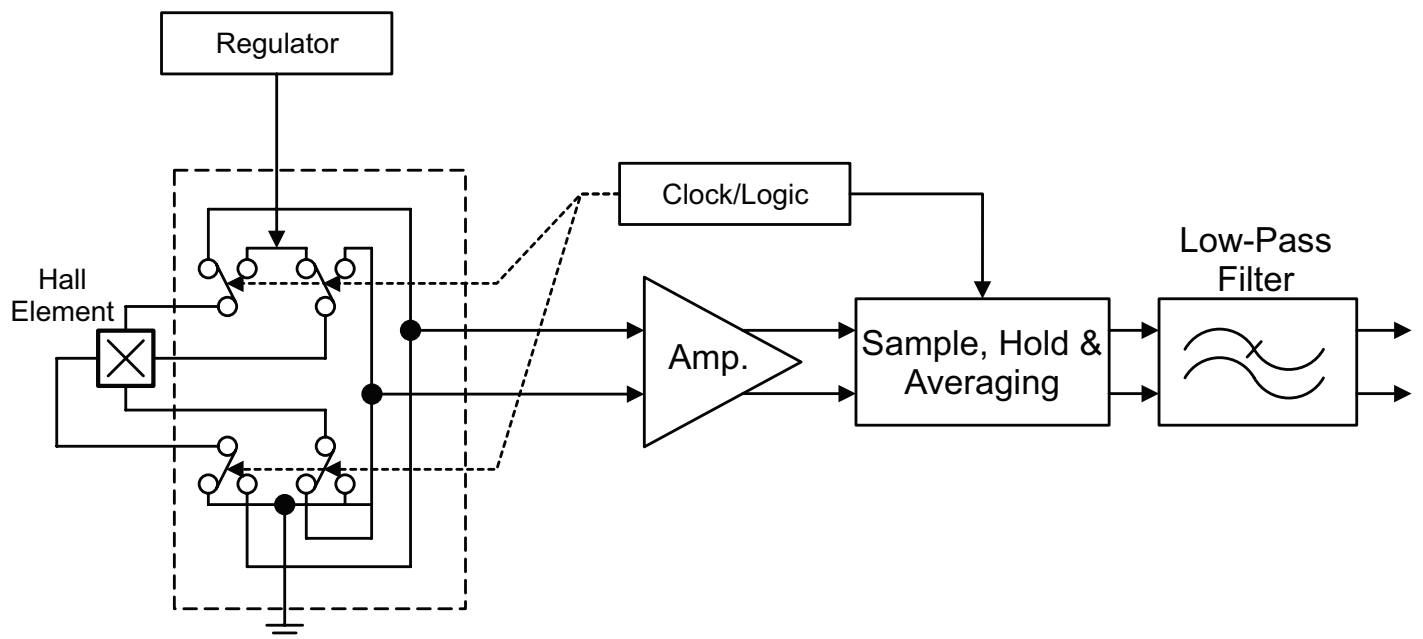 Regulator
Clock/Logic
Low-Pass
Filter
Hall
Element
Amp.
Sample, Hold &
Averaging